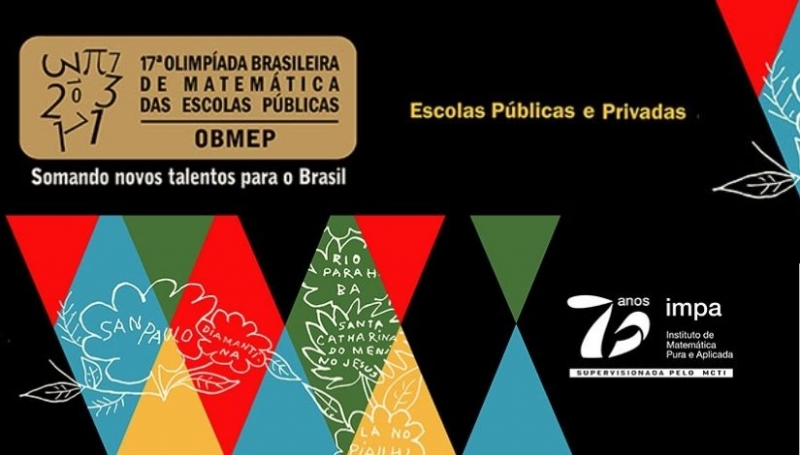 17ª OLIMPÍADA BRASILEIRA
DE MATEMÁTICA
DAS ESCOLAS PÚBLICAS
OBMEP
Somando novos talentos para o Brasil
Escolas Públicas e Privadas
RIO
PARAH
BA
SAN PAULO
DIAMANTI
NA
SANTA
CATHARINA
DO MENI
NO JESUS
LA NO
PIAUHI
anos
impa
Instituto de
Matemática
Pura e Aplicada
SUPERVISIONADA PELO MCTI